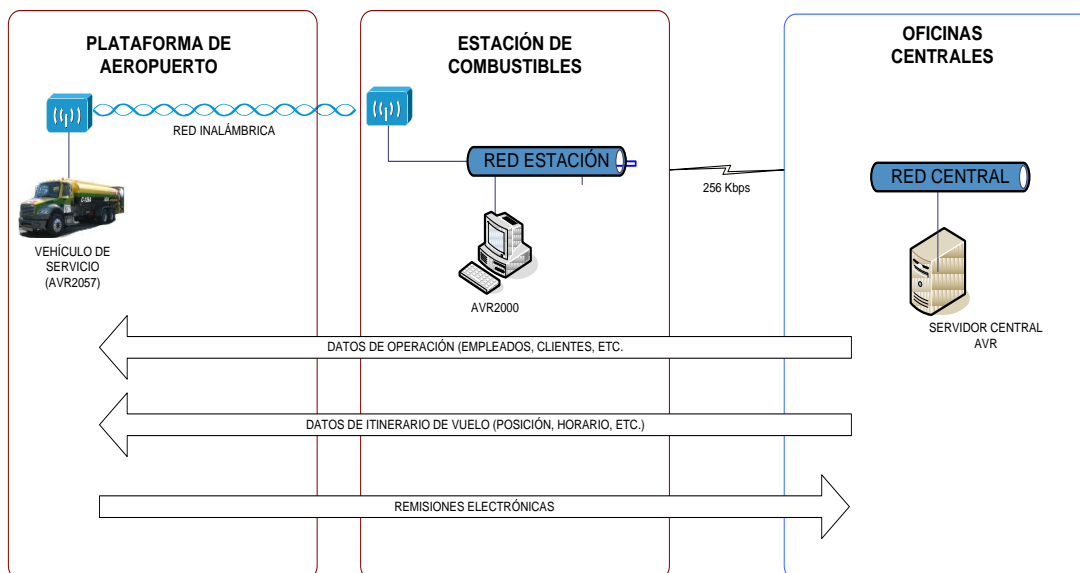 PLATAFORMA DE
AEROPUERTO
ESTACIÓN DE
COMBUSTIBLES
OFICINAS
CENTRALES
RED INALÁMBRICA
RED ESTACIÓN
256 Kbps
RED CENTRAL
VEHÍCULO DE
SERVICIO
(AVR2057)
AVR2000
SERVIDOR CENTRAL
AVR
DATOS DE OPERACIÓN (EMPLEADOS, CLIENTES, ETC.
DATOS DE ITINERARIO DE VUELO (POSICIÓN, HORARIO, ETC.)
REMISIONES ELECTRÓNICAS